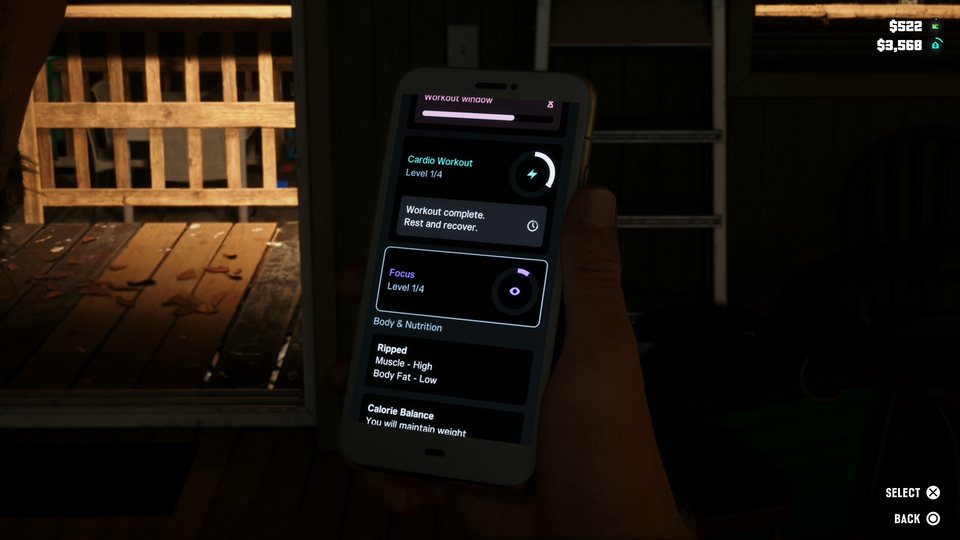 $522
$3,568
Workout window
Cardio Workout
Level 1/4
Workout complete.
Rest and recover.
Focus
Level 1/4
Body & Nutrition
Ripped
Muscle - High
Body Fat - Low
Calorie Balance
You will maintain weight
SELECT
BACK